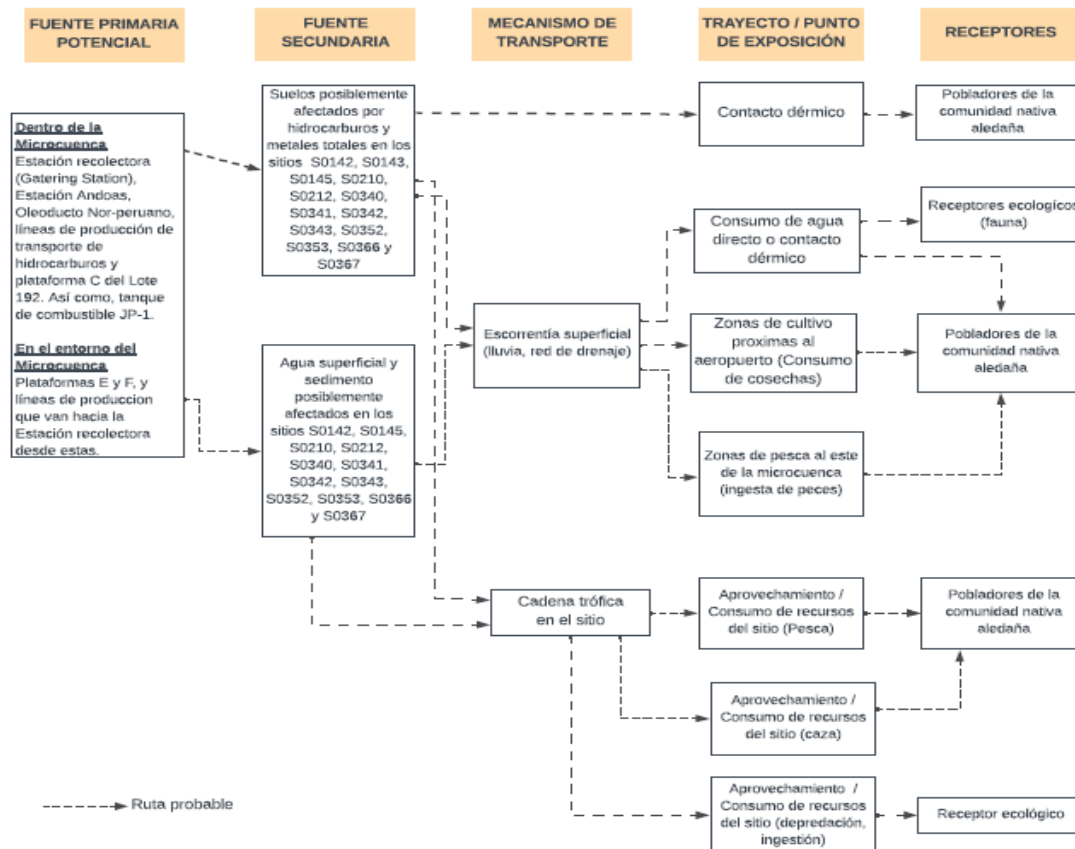 FUENTE PRIMARIA
POTENCIAL
FUENTE
SECUNDARIA
MECANISMO DE
TRANSPORTE
TRAYECTO / PUNTO
DE EXPOSICIÓN
RECEPTORES
Dentro de la
Microcuenca
Estación recolectora
(Gatering Station),
Estación Andoas,
Oleoducto Nor-peruano,
líneas de producción de
transporte de
hidrocarburos y
plataforma C del Lote
192. Así como, tanque
de combustible JP-1.
En el entorno del
Microcuenca
Plataformas E y F, y
líneas de produccion
que van hacia la
Estación recolectora
desde estas.
Suelos posiblemente
afectados por
hidrocarburos y
metales totales en los
sitios S0142, S0143,
S0145, S0210,
S0212, S0340,
S0341, S0342,
S0343, S0352,
S0353, S0366 y
S0367
Agua superficial y
sedimento
posiblemente
afectados en los
sitios S0142, S0145,
S0210, S0212,
S0340, S0341,
S0342, S0343,
S0352, S0353, S0366
y S0367
Escorrentía superficial
(lluvia, red de drenaje)
Cadena trófica
en el sitio
Contacto dérmico
Consumo de agua
directo o contacto
dérmico
Zonas de cultivo
proximas al
aeropuerto (Consumo
de cosechas)
Zonas de pesca al este
de la microcuenca
(ingesta de peces)
Aprovechamiento /
Consumo de recursos
del sitio (Pesca)
Aprovechamiento /
Consumo de recursos
del sitio (caza)
Aprovechamiento /
Consumo de recursos
del sitio (depredación,
ingestión)
Pobladores de la
comunidad nativa
aledaña
Receptores ecologícos
(fauna)
Pobladores de la
comunidad nativa
aledaña
Pobladores de la
comunidad nativa
aledaña
Receptor ecológico
Ruta probable